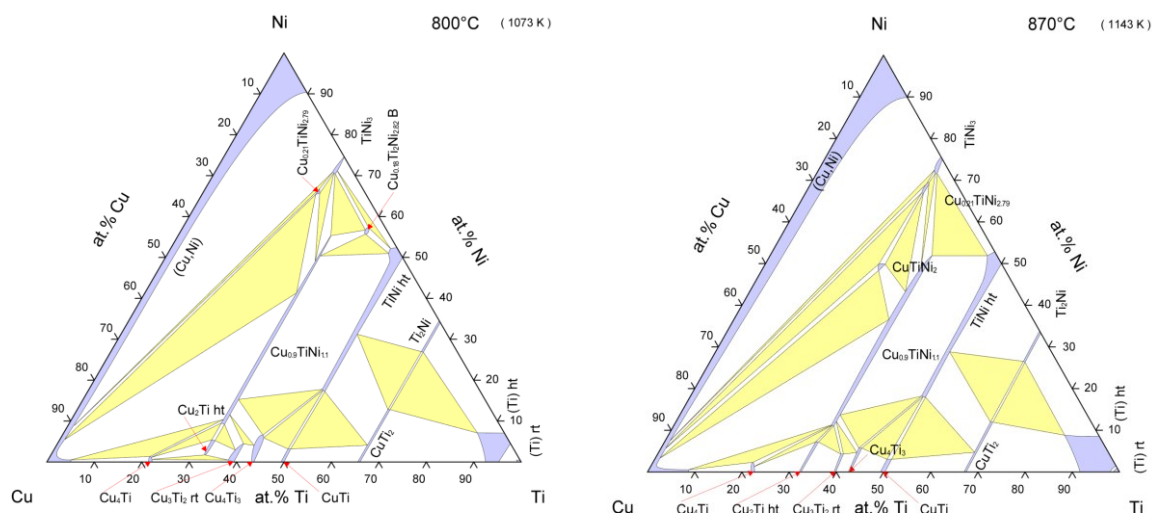 Ni
800°C
( 1073 K )
10
20
30
40
50
60
70
80
90
at.% Cu
90
80
70
60
50
40
30
20
10
at.% Ni
(Cu,Ni)
Cu0.21TiNi2.79
TiNi3
Cu0.18Ti2Ni2.82 B
TiNi ht
Ti2Ni
Cu0.9TiNi1.1
Cu2Ti ht
CuTi2
(Ti) ht
(Ti) rt
10
20
30
40
50
60
70
80
90
Cu
Cu4Ti
Cu3Ti2 rt
Cu4Ti3
at.% Ti
CuTi
Ti
Ni
870°C
( 1143 K )
10
20
30
40
50
60
70
80
90
at.% Cu
90
80
70
60
50
40
30
20
10
at.% Ni
(Cu,Ni)
TiNi3
Cu0.21TiNi2.79
CuTiNi2
TiNi ht
Ti2Ni
Cu0.9TiNi1.1
Cu4Ti3
CuTi2
(Ti) ht
(Ti) rt
10
20
30
40
50
60
70
80
90
Cu
Cu4Ti
Cu2Ti ht
Cu3Ti2 rt
at.% Ti
CuTi
Ti